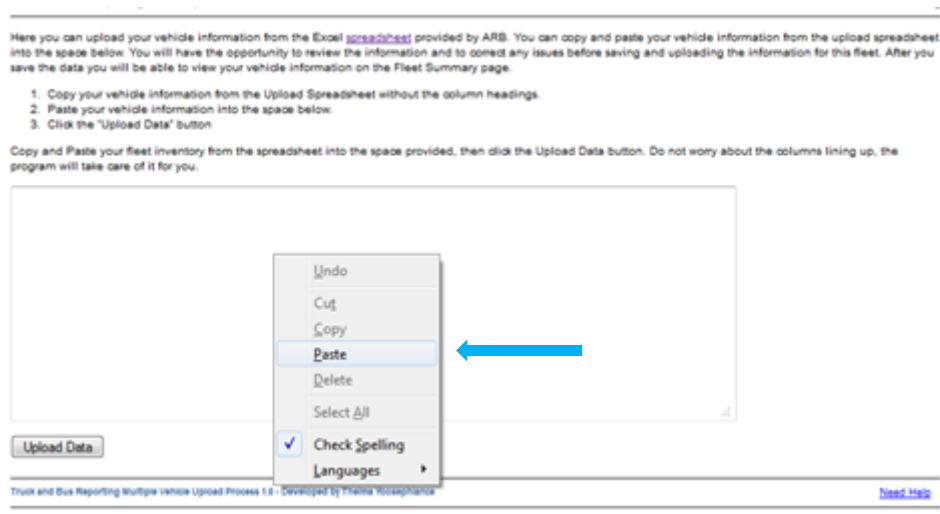 Here you can upload your vehicle information from the Excel spreadsheet provided by ARB. You can copy and paste your vehicle information from the upload spreadsheet
into the space below. You will have the opportunity to review the information and to correct any issues before saving and uploading the information for this fleet. After you
save the data you will be able to view your vehicle information on the Fleet Summary page.
1. Copy your vehicle information from the Upload Spreadsheet without the column headings.
2. Paste your vehicle information into the space below.
3. Click the "Upload Data" button
Copy and Paste your fleet inventory from the spreadsheet into the space provided, then click the Upload Data button. Do not worry about the columns lining up, the
program will take care of it for you.
Undo
Cut
Copy
Paste
Delete
Select All
Check Spelling
Languages
Upload Data
Truck and Bus Reporting Multiple Vehicle Upload Process 1.0 - Developed by Thelma
Need Help